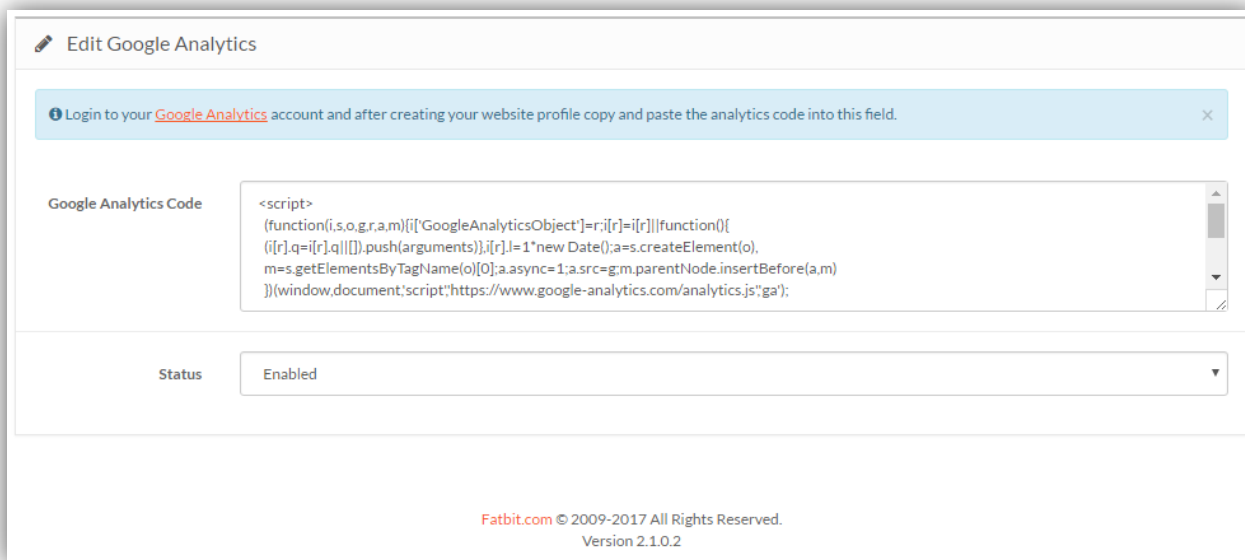 Edit Google Analytics
Login to your Google Analytics account and after creating your website profile copy and paste the analytics code into this field. ×
Google Analytics Code
<script>
(function(i,s,o,g,r,a,m){i['GoogleAnalyticsObject']=r;i[r]=i[r]||function(){
(i[r].q=i[r].q||[]).push(arguments)},i[r].l=1*new Date();a=s.createElement(o),
m=s.getElementsByTagName(o)[0];a.async=1;a.src=g;m.parentNode.insertBefore(a,m)
})(window,document,'script','https://www.google-analytics.com/analytics.js','ga');
Status
Enabled
Fatbit.com © 2009-2017 All Rights Reserved.
Version 2.1.0.2